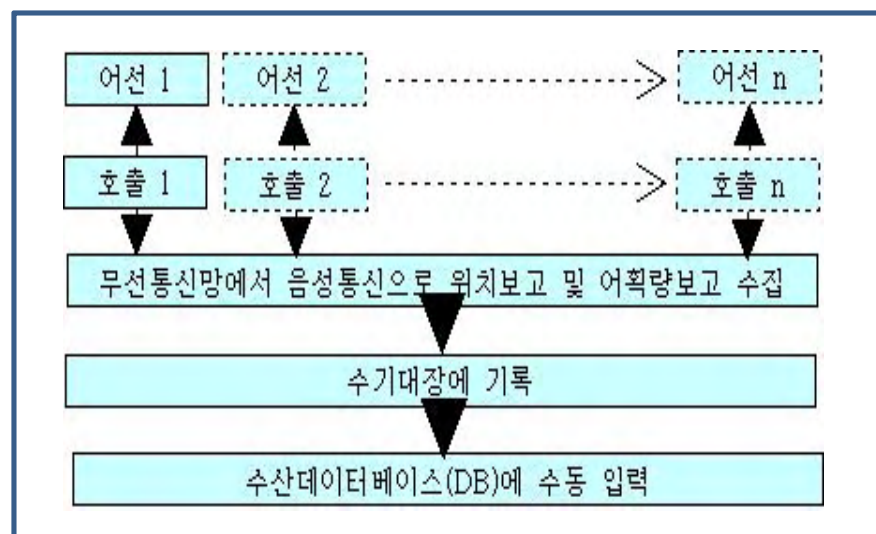 어선 1 어선 2 어선 n
호출 1 호출 2 호출 n
무선통신망에서 음성통신으로 위치보고 및 어획량보고 수집
수기대장에 기록
수산데이터베이스(DB)에 수동 입력